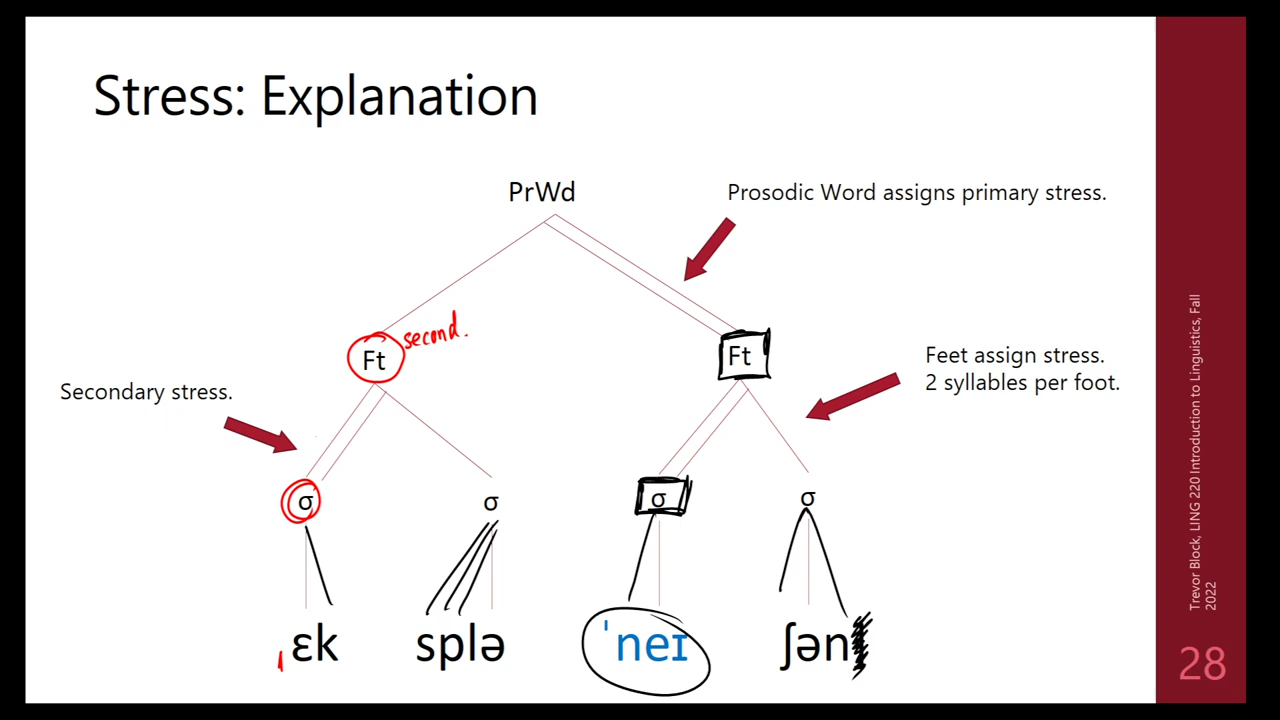 Stress: Explanation
PrWd
Prosodic Word assigns primary stress.
Ft
second.
Ft
Feet assign stress.
2 syllables per foot.
Secondary stress.
σ
σ
σ
σ
ˌɛk
splə
ˈneɪ
ʃən
Trevor Block, LING 220 Introduction to Linguistics, Fall
2022
28